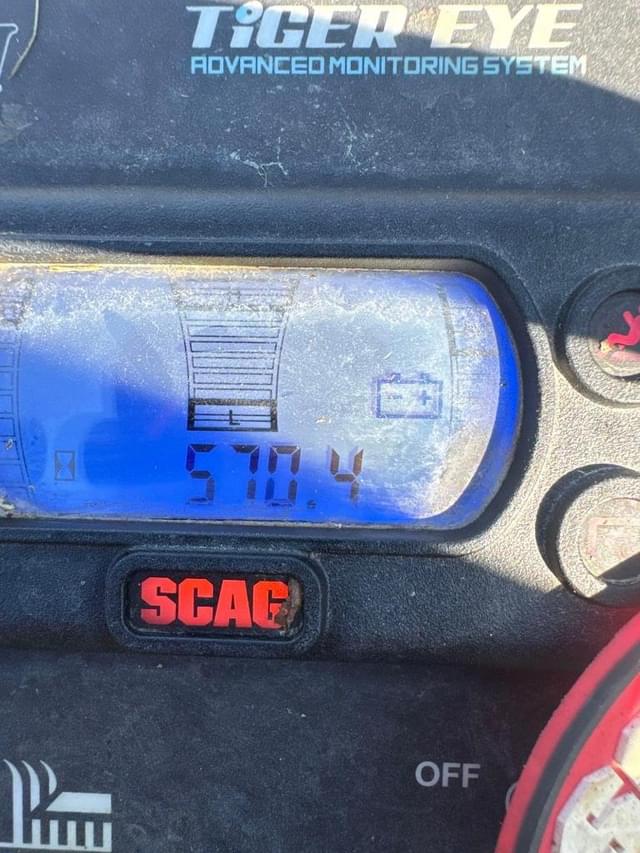 TiGER EYE
ADVANCED MONITORING SYSTEM
H
L
- +
570.4
SCAG
OFF